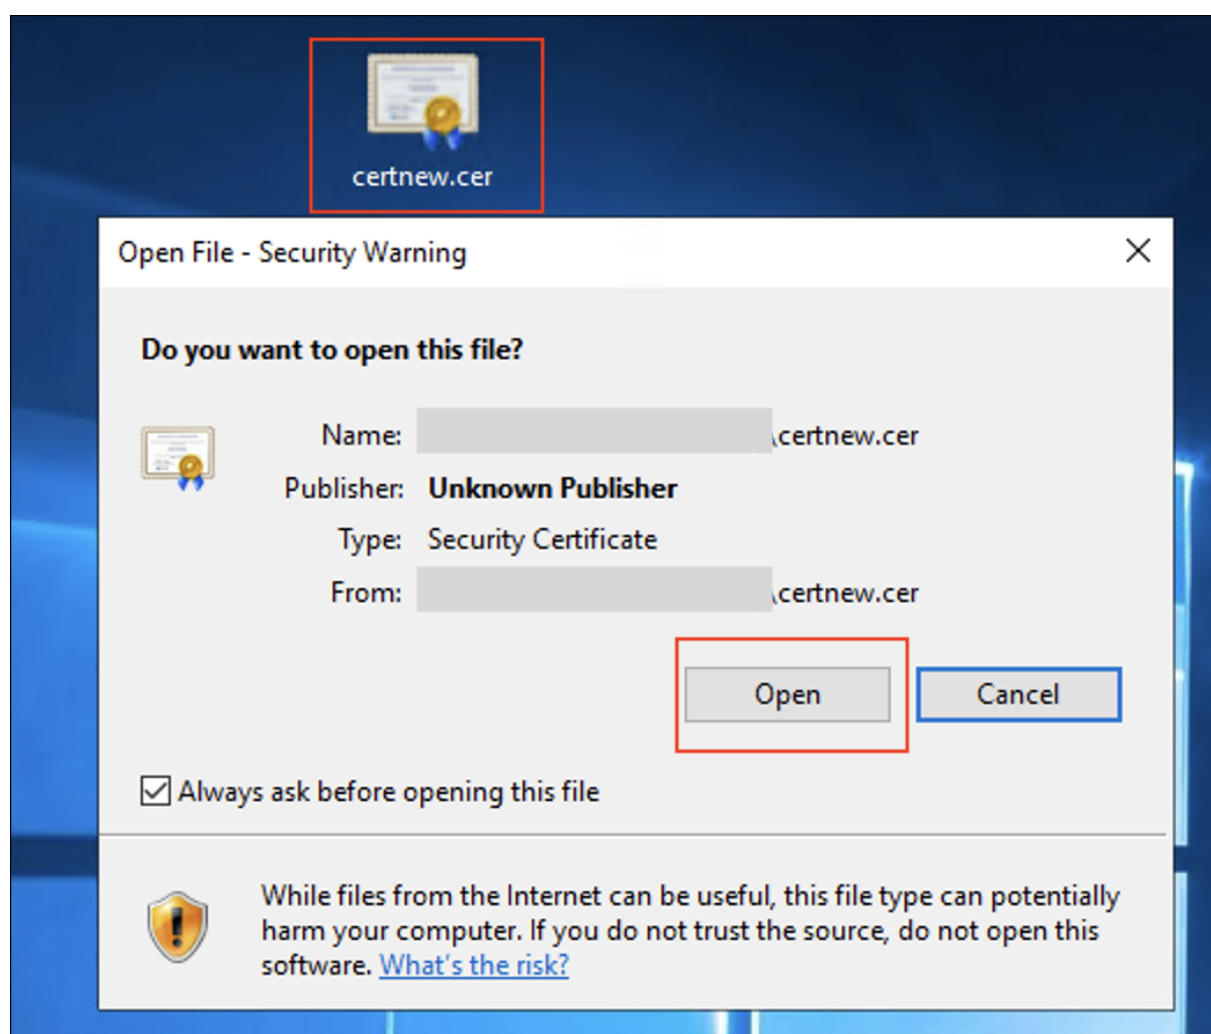 certnew.cer
Open File - Security Warning
Do you want to open this file?
Name: \certnew.cer
Publisher: Unknown Publisher
Type: Security Certificate
From: \certnew.cer
Open Cancel
Always ask before opening this file
While files from the Internet can be useful, this file type can potentially
harm your computer. If you do not trust the source, do not open this
software. What's the risk?